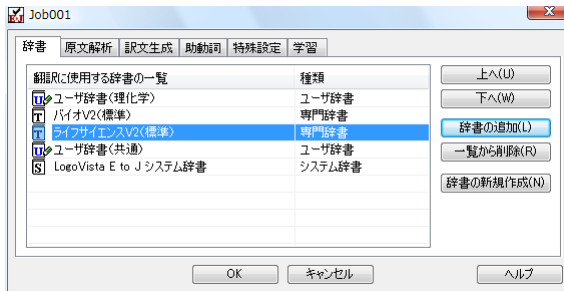 Job001
辞書 原文解析 訳文生成 助動詞 特殊設定 学習
翻訳に使用する辞書の一覧 種類
ユーザ辞書(理化学) ユーザ辞書
バイオV2(標準) 専門辞書
ライフサイエンスV2(標準) 専門辞書
ユーザ辞書(共通) ユーザ辞書
LogoVista E to J システム辞書 システム辞書
上へ(U)
下へ(W)
辞書の追加(L)
一覧から削除(R)
辞書の新規作成(N)
OK キャンセル ヘルプ